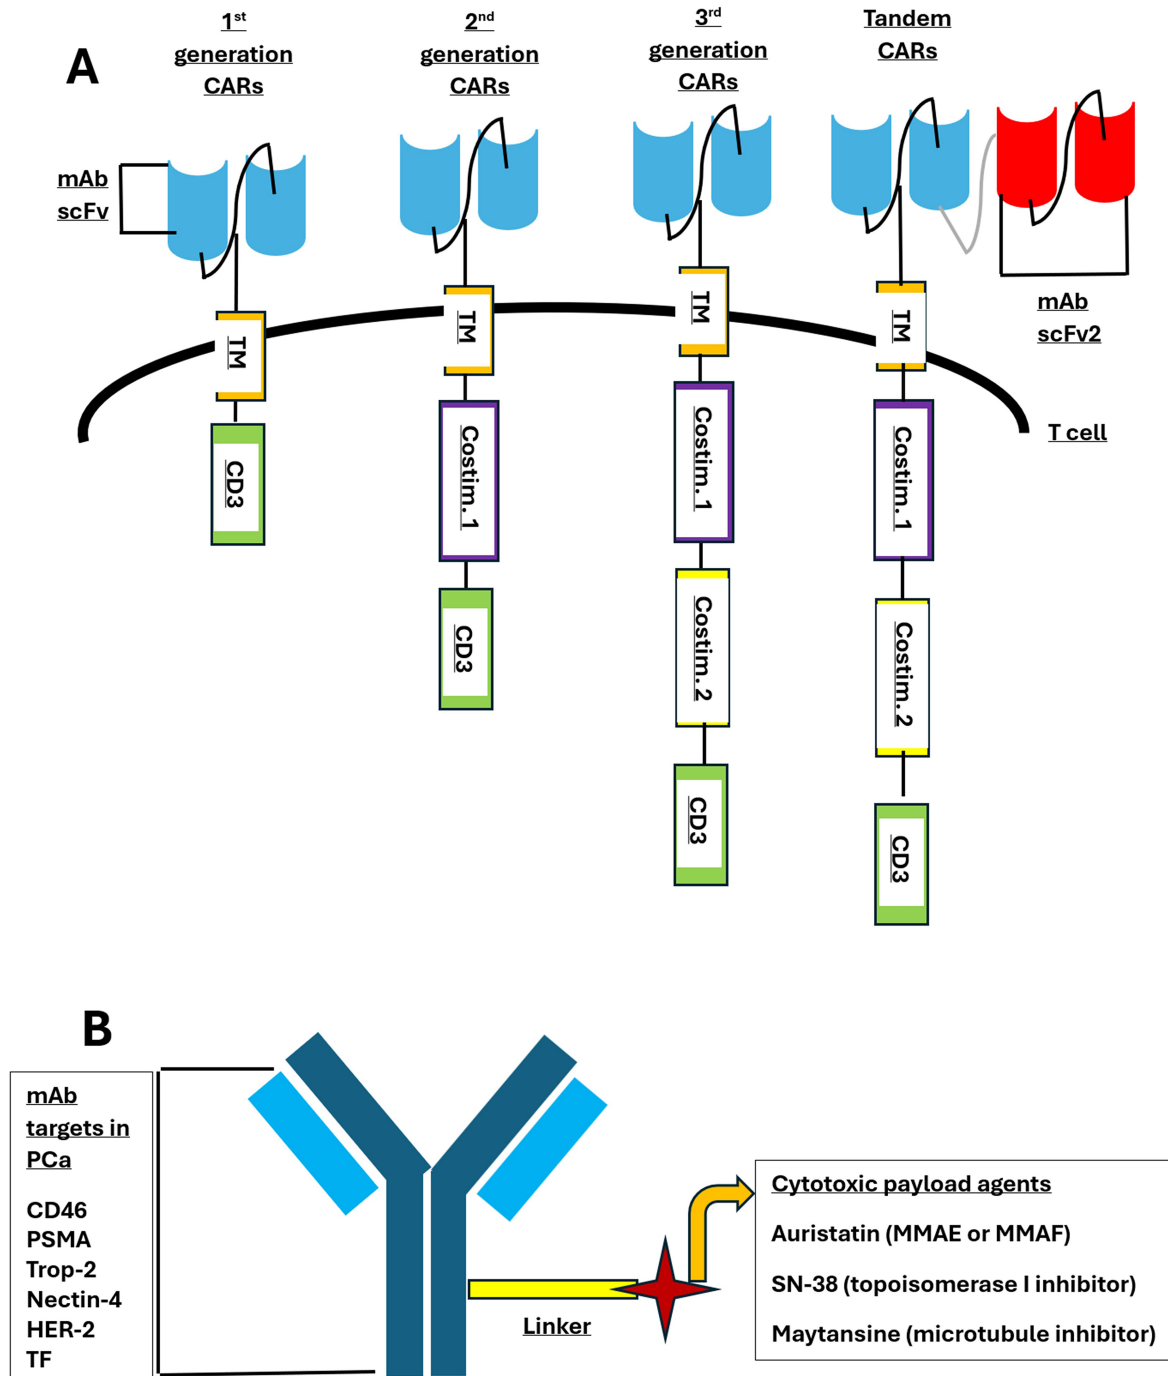 A
1st
generation
CARs
2nd
generation
CARs
3rd
generation
CARs
Tandem
CARs
mAb
scFv
mAb
scFv2
T cell
TM
CD3
TM
Costim. 1
CD3
TM
Costim. 1
Costim. 2
CD3
TM
Costim. 1
Costim. 2
CD3
B
mAb
targets in
PCa
CD46
PSMA
Trop-2
Nectin-4
HER-2
TF
Linker
Cytotoxic payload agents
Auristatin (MMAE or MMAF)
SN-38 (topoisomerase I inhibitor)
Maytansine (microtubule inhibitor)